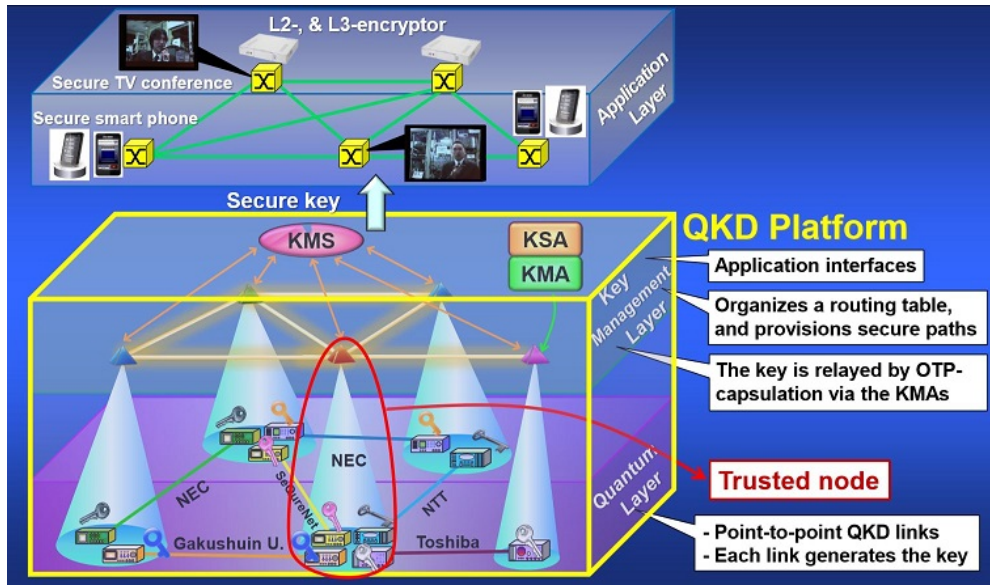 L2-, & L3-encryptor
Secure TV conference
Secure smart phone
Application
Layer
Secure key
QKD Platform
KMS
KSA
KMA
Key
Management
Layer
Application interfaces
Organizes a routing table,
and provisions secure paths
The key is relayed by OTP-
capsulation via the KMAs
NEC
NEC
SeCureNet
NTT
Gakushuin U.
Toshiba
Quantum
Layer
Trusted node
- Point-to-point QKD links
- Each link generates the key